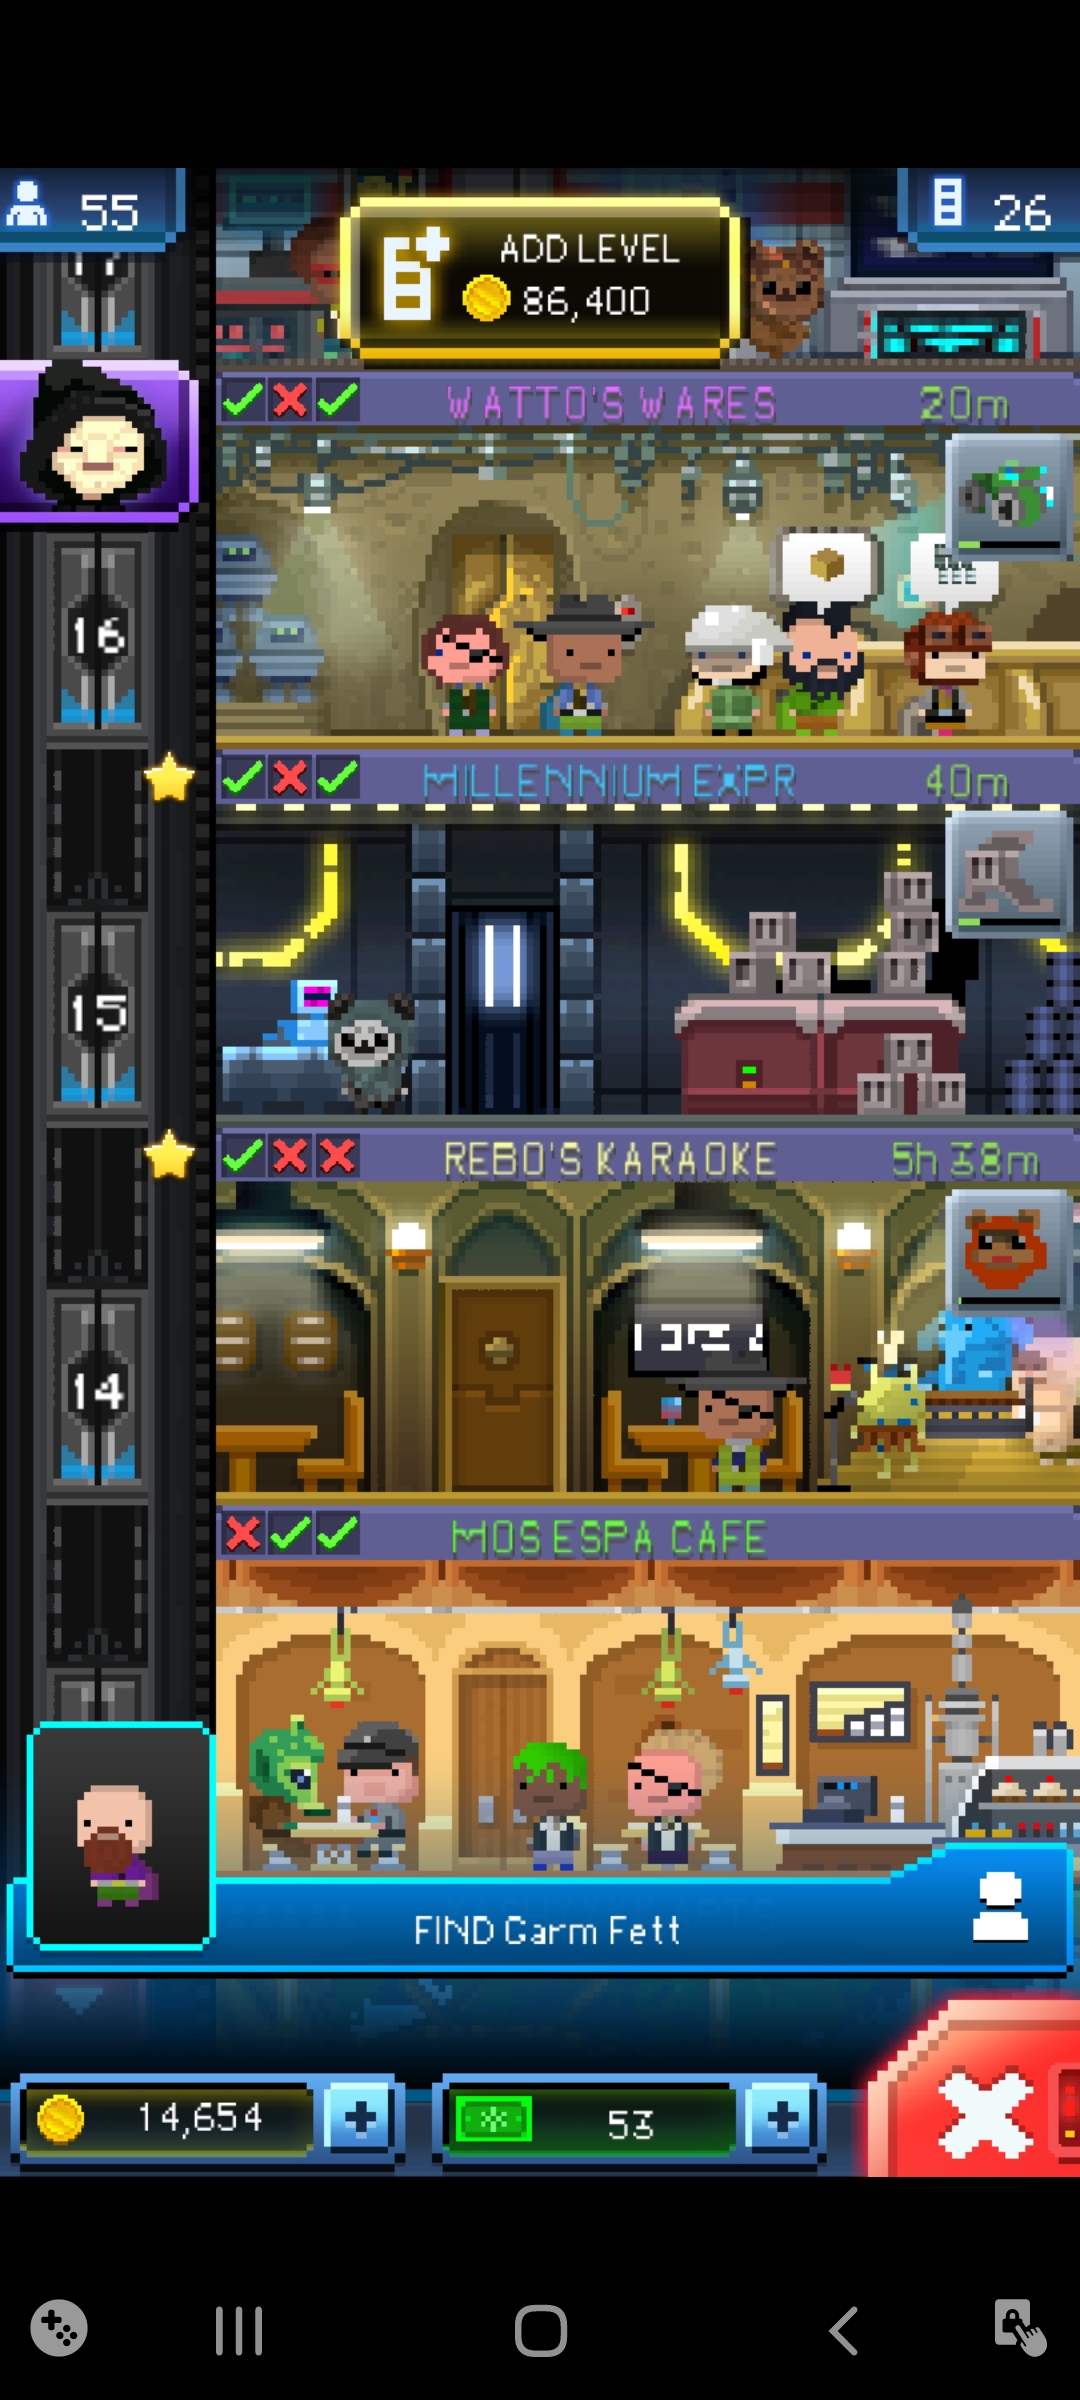 55
ADD LEVEL
86,400
26
17
WATTO'S WARES
20m
16
MILLENNIUM EXPR
40m
15
REBO'S KARAOKE
5h 38m
14
MOS ESPA CAFE
FIND Garm Fett
14,654
53